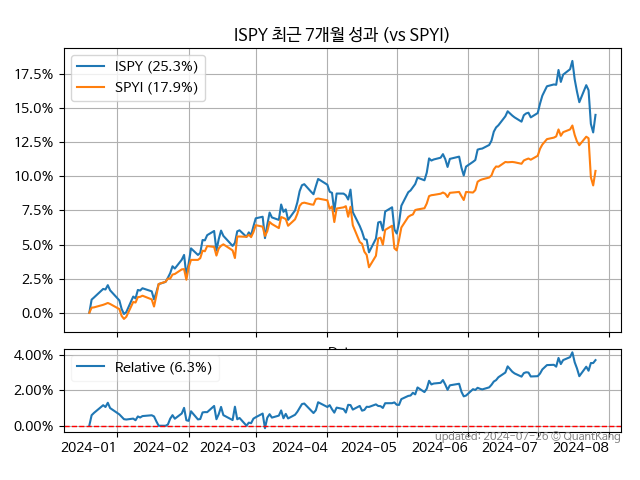 ISPY 최근 7개월 성과 (vs SPYI)
17.5%
15.0%
12.5%
10.0%
7.5%
5.0%
2.5%
0.0%
ISPY (25.3%)
SPYI (17.9%)
4.00%
2.00%
0.00%
Relative (6.3%)
2024-01 2024-02 2024-03 2024-04 2024-05 2024-06 2024-07 2024-08
updated: 2024-07-26 © QuantKang